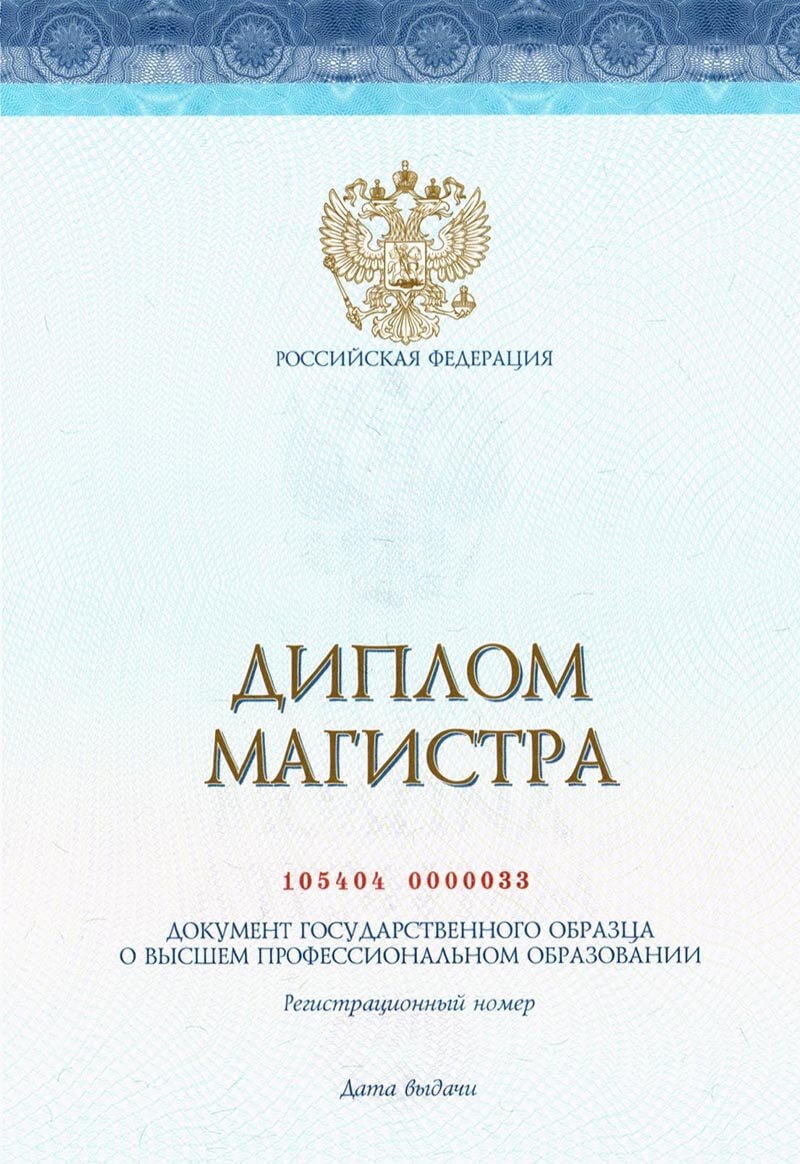 РОССИЙСКАЯ ФЕДЕРАЦИЯ
ДИПЛОМ
МАГИСТРА
105404 0000033
ДОКУМЕНТ ГОСУДАРСТВЕННОГО ОБРАЗЦА
О ВЫСШЕМ ПРОФЕССИОНАЛЬНОМ ОБРАЗОВАНИИ
Регистрационный номер
Дата выдачи